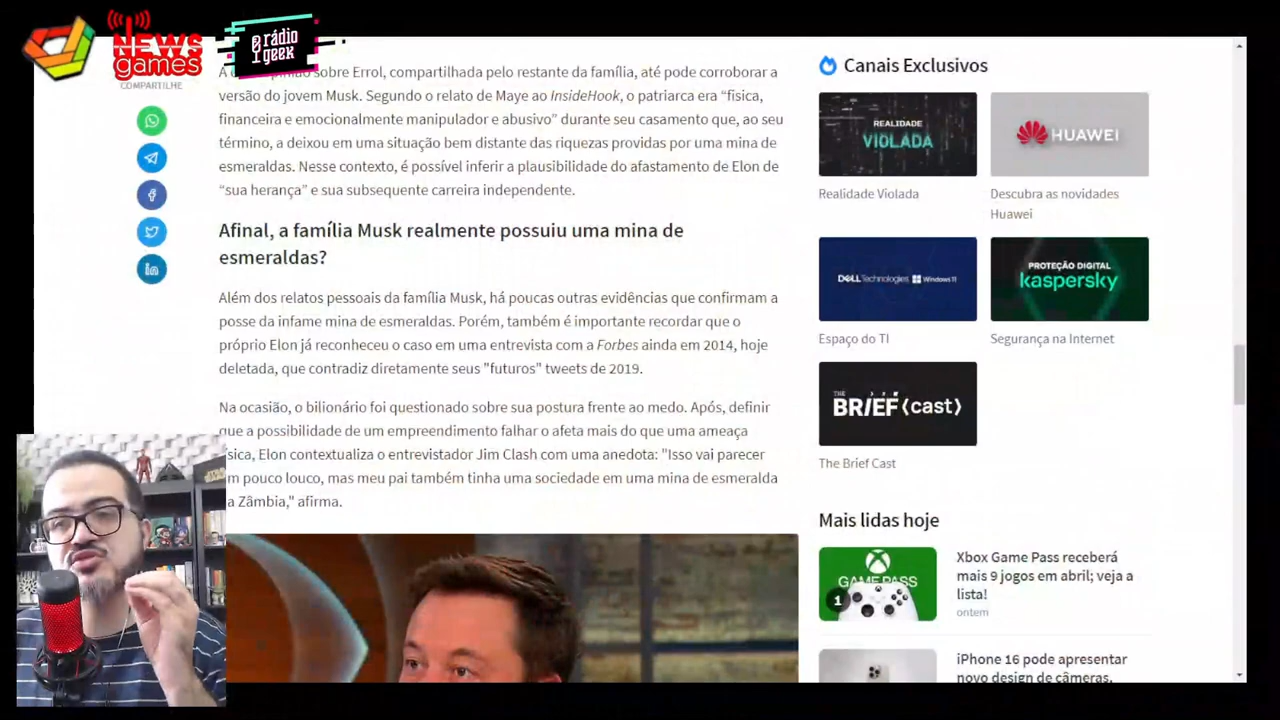 NEWS
games
rádio
geek
COMPARTILHE
sobre Errol, compartilhada pelo restante da família, até pode corroborar a
versão do jovem Musk. Segundo o relato de Maye ao InsideHook, o patriarca era “física,
financeira e emocionalmente manipulador e abusivo” durante seu casamento que, ao seu
término, a deixou em uma situação bem distante das riquezas providas por uma mina de
esmeraldas. Nesse contexto, é possível inferir a plausibilidade do afastamento de Elon de
“sua herança” e sua subsequente carreira independente.
Afinal, a família Musk realmente possuiu uma mina de
esmeraldas?
Além dos relatos pessoais da família Musk, há poucas outras evidências que confirmam a
posse da infame mina de esmeraldas. Porém, também é importante recordar que o
próprio Elon já reconheceu o caso em uma entrevista com a Forbes ainda em 2014, hoje
deletada, que contradiz diretamente seus "futuros" tweets de 2019.
Na ocasião, o bilionário foi questionado sobre sua postura frente ao medo. Após, definir
que a possibilidade de um empreendimento falhar o afeta mais do que uma ameaça
física, Elon contextualiza o entrevistador Jim Clash com uma anedota: "Isso vai parecer
um pouco louco, mas meu pai também tinha uma sociedade em uma mina de esmeralda
na Zâmbia," afirma.
Canais Exclusivos
REALIDADE
VIOLADA
Realidade Violada
HUAWEI
Descubra as novidades
Huawei
DELL Technologies Windows 11
Espaço do TI
PROTEÇÃO DIGITAL
kaspersky
Segurança na Internet
THE
BRIEF(cast)
The Brief Cast
Mais lidas hoje
GAME PASS
1
Xbox Game Pass receberá
mais 9 jogos em abril; veja a
lista!
ontem
iPhone 16 pode apresentar
novo design de câmeras,